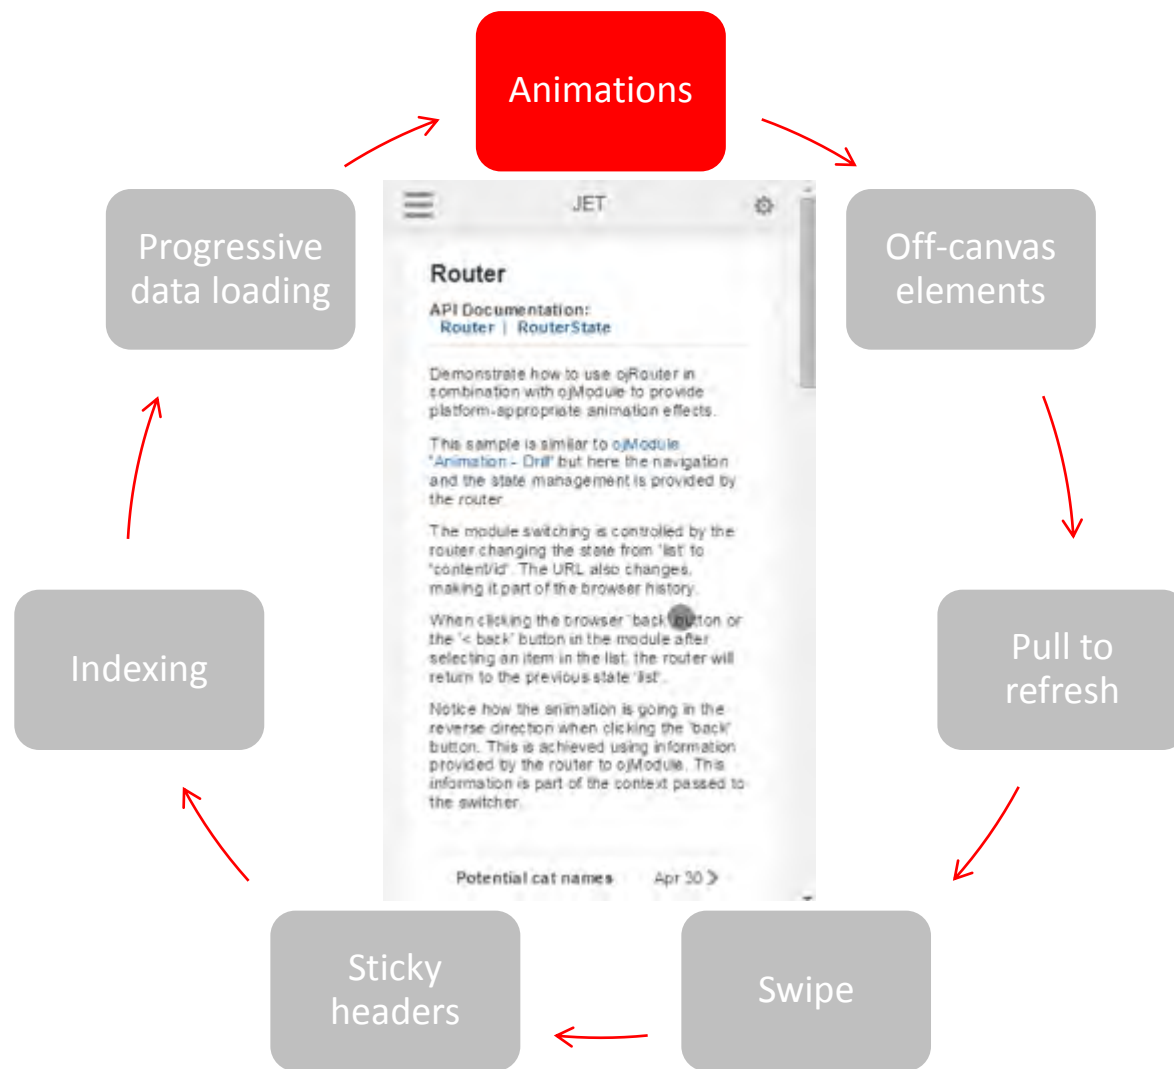 Animations
Progressive
data loading
Off-canvas
elements
JET
Router
API Documentation:
Router | RouterState
Demonstrate how to use ojRouter in
combination with ojModule to provide
platform-appropriate animation effects.
This sample is similar to ojModule
'Animation - Drill' but here the navigation
and the state management is provided by
the router
The module switching is controlled by the
router changing the state from 'list' to
'content/id'. The URL also changes,
making it part of the browser history.
When clicking the browser 'back' button or
the '< back' button in the module after
selecting an item in the list, the router will
return to the previous state 'list'.
Notice how the animation is going in the
reverse direction when clicking the 'back'
button. This is achieved using information
provided by the router to ojModule. This
information is part of the context passed to
the switcher.
Potential cat names Apr 30 >
Indexing
Pull to
refresh
Sticky
headers
Swipe